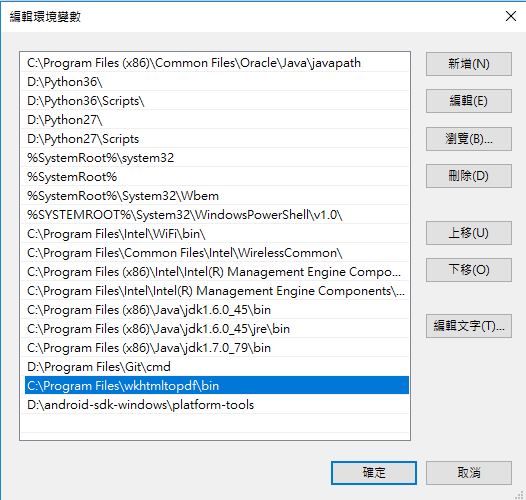 編輯環境變數
C:\Program Files (x86)\Common Files\Oracle\Java\javapath
D:\Python36\
D:\Python36\Scripts\
D:\Python27\
D:\Python27\Scripts
%SystemRoot%\system32
%SystemRoot%
%SystemRoot%\System32\Wbem
%SYSTEMROOT%\System32\WindowsPowerShell\v1.0\
C:\Program Files\Intel\WiFi\bin\
C:\Program Files\Common Files\Intel\WirelessCommon\
C:\Program Files (x86)\Intel\Intel(R) Management Engine Compo...
C:\Program Files\Intel\Intel(R) Management Engine Components\...
C:\Program Files (x86)\Java\jdk1.6.0_45\bin
C:\Program Files (x86)\Java\jdk1.6.0_45\jre\bin
C:\Program Files (x86)\Java\jdk1.7.0_79\bin
D:\Program Files\Git\cmd
C:\Program Files\wkhtmltopdf\bin
D:\android-sdk-windows\platform-tools
新增(N)
編輯(E)
瀏覽(B)...
刪除(D)
上移(U)
下移(O)
編輯文字(T)...
確定
取消